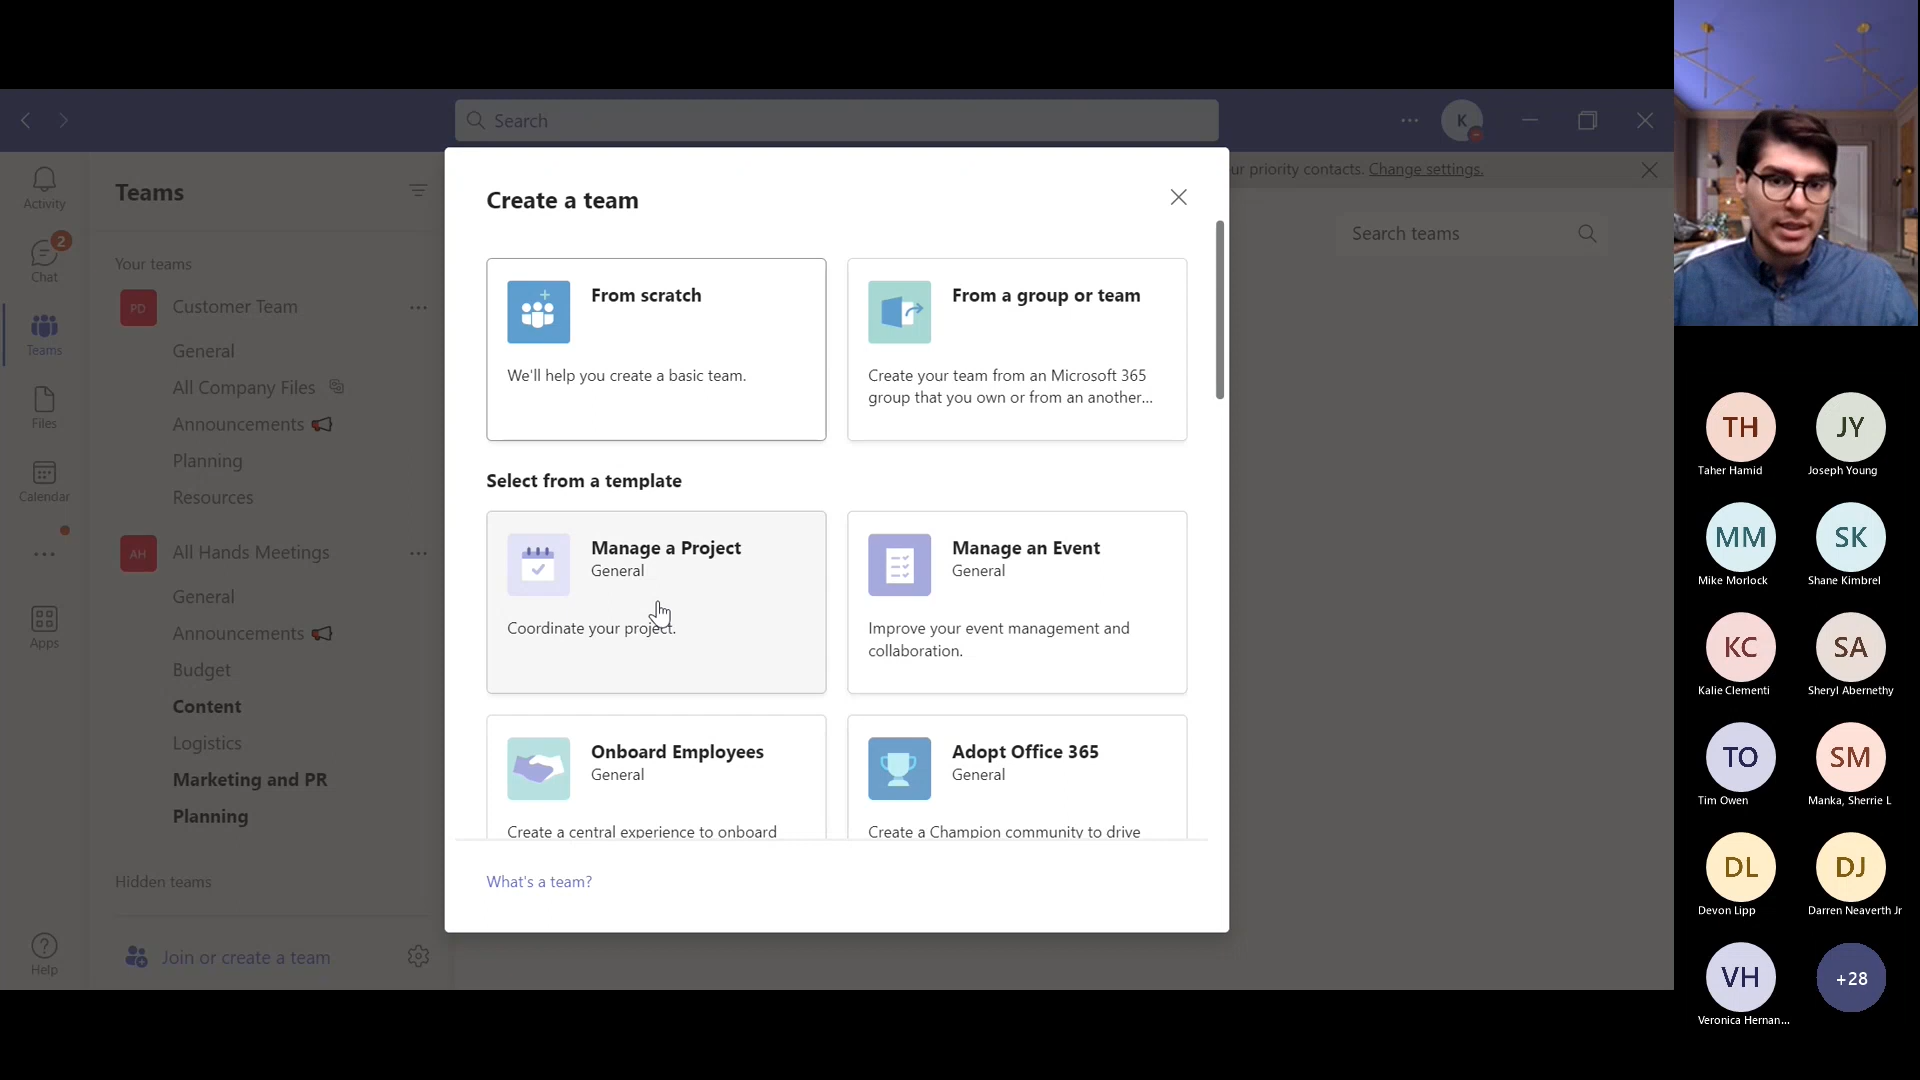 Search
K
ur priority contacts. Change settings.
Activity
2
Chat
Teams
Files
Calendar
Apps
Help
Teams
Your teams
PD
Customer Team
General
All Company Files
Announcements
Planning
Resources
AH
All Hands Meetings
General
Announcements
Budget
Content
Logistics
Marketing and PR
Planning
Hidden teams
Join or create a team
Search teams
Create a team
From scratch
We'll help you create a basic team.
From a group or team
Create your team from an Microsoft 365
group that you own or from an another...
Select from a template
Manage a Project
General
Coordinate your project.
Manage an Event
General
Improve your event management and
collaboration.
Onboard Employees
General
Create a central experience to onboard
Adopt Office 365
General
Create a Champion community to drive
What's a team?
TH
Taher Hamid
JY
Joseph Young
MM
Mike Morlock
SK
Shane Kimbrel
KC
Kalie Clementi
SA
Sheryl Abernethy
TO
Tim Owen
SM
Manka, Sherrie L
DL
Devon Lipp
DJ
Darren Neaverth Jr
VH
Veronica Hernan...
+28